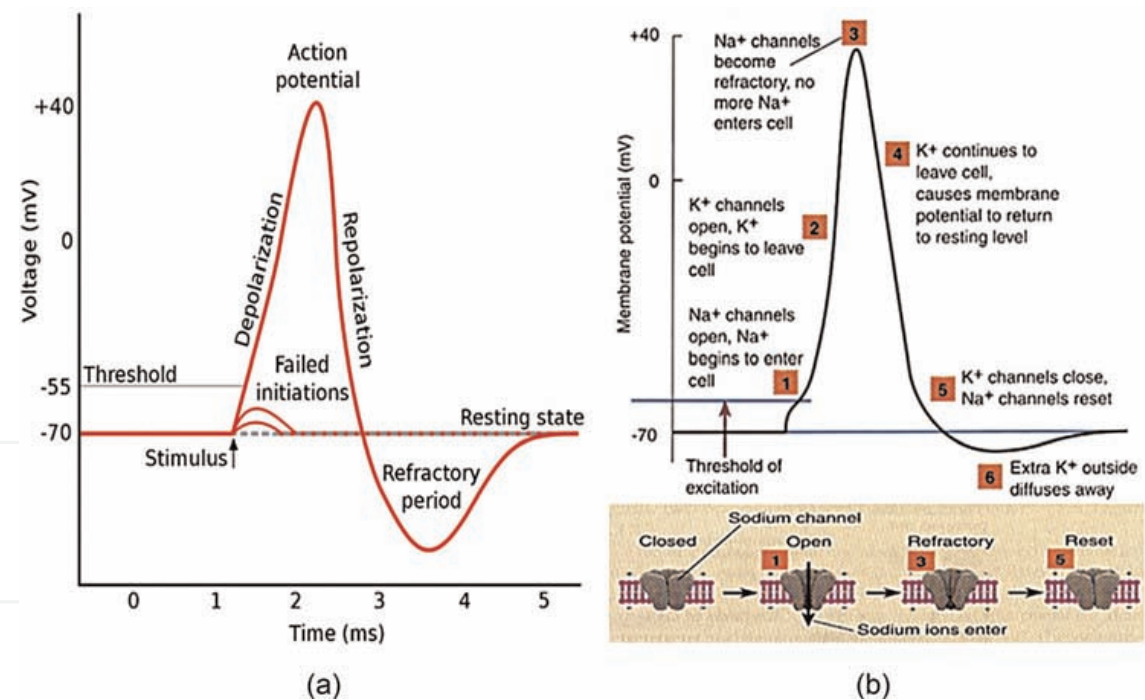 Action
potential
+40
Voltage (mV)
0
Depolarization
Repolarization
Threshold
-55
Failed
initiations
-70
Resting state
Stimulus
Refractory
period
0 1 2 3 4 5
Time (ms)
(a)
+40
3
Na+ channels
become
refractory, no
more Na+
enters cell
Membrane potential (mV)
0
4
K+ continues to
leave cell,
causes membrane
potential to return
to resting level
K+ channels
open, K+
begins to leave
cell
2
Na+ channels
open, Na+
begins to enter
cell
1
5
K+ channels close,
Na+ channels reset
-70
Threshold of
excitation
6
Extra K+ outside
diffuses away
Sodium channel
Closed
Open
Refractory
Reset
1
3
5
Sodium ions enter
(b)